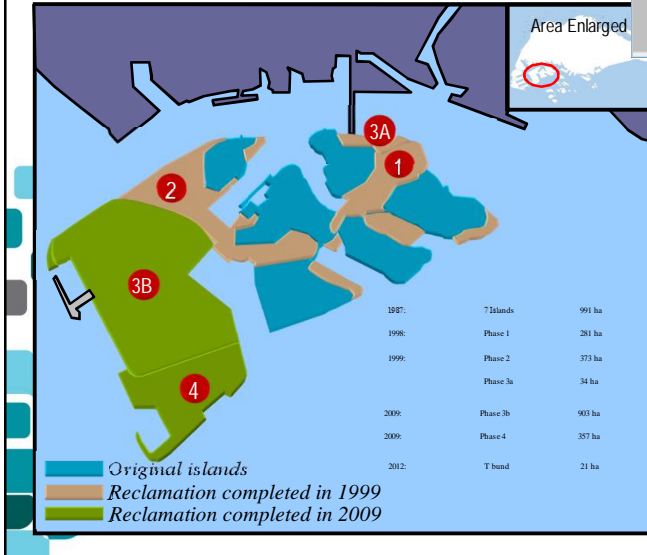 Area Enlarged
3A
1
2
3B
4
1987: 7 Islands 991 ha
1998: Phase 1 281 ha
1999: Phase 2 373 ha
Phase 3a 34 ha
2009: Phase 3b 903 ha
2009: Phase 4 357 ha
2012: T bund 21 ha
Original islands
Reclamation completed in 1999
Reclamation completed in 2009